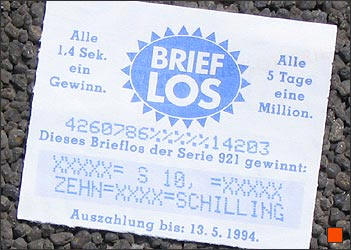 Alle
1,4 Sek.
ein
Gewinn.
BRIEF
LOS
Alle
5 Tage
eine
Million.
4260786XXXXX14203
Dieses Brieflos der Serie 921 gewinnt:
XXXXX= S 10, =XXXXX
ZEHN=XXXX=SCHILLING
Auszahlung bis: 13. 5. 1994.